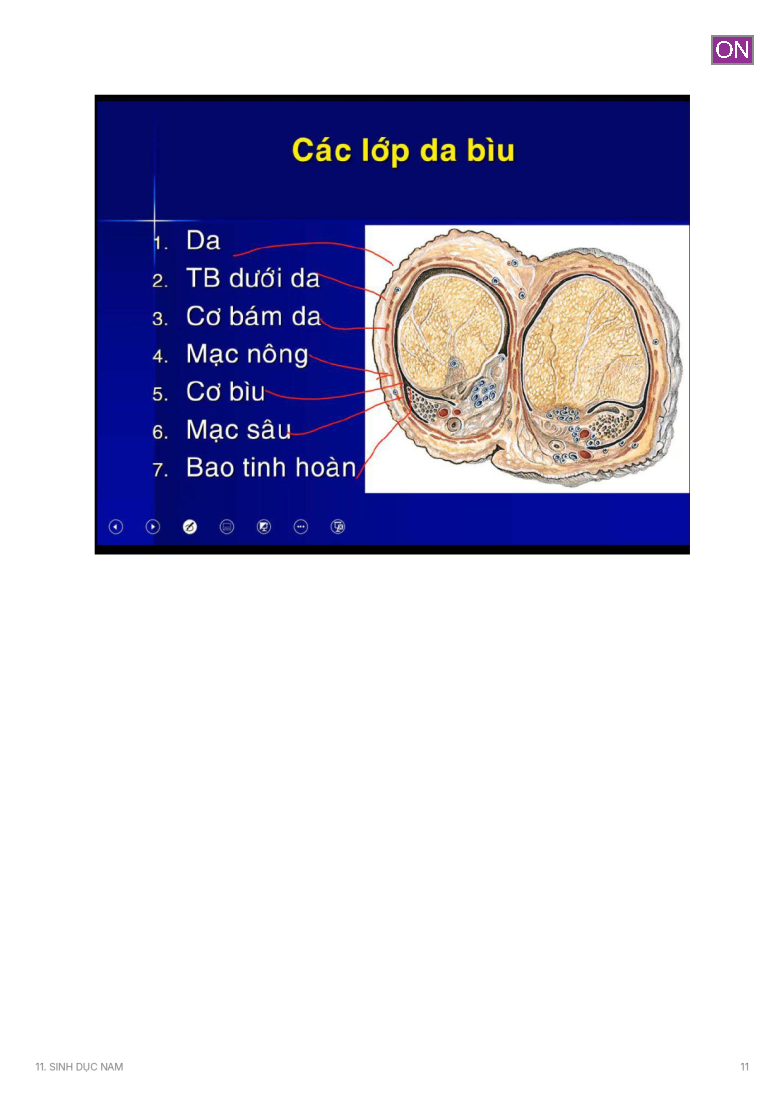 ON
Các lớp da bìu
1. Da
2. TB dưới da
3. Cơ bám da
4. Mạc nông
5. Cơ bìu
6. Mạc sâu
7. Bao tinh hoàn
11. SINH DỤC NAM
11